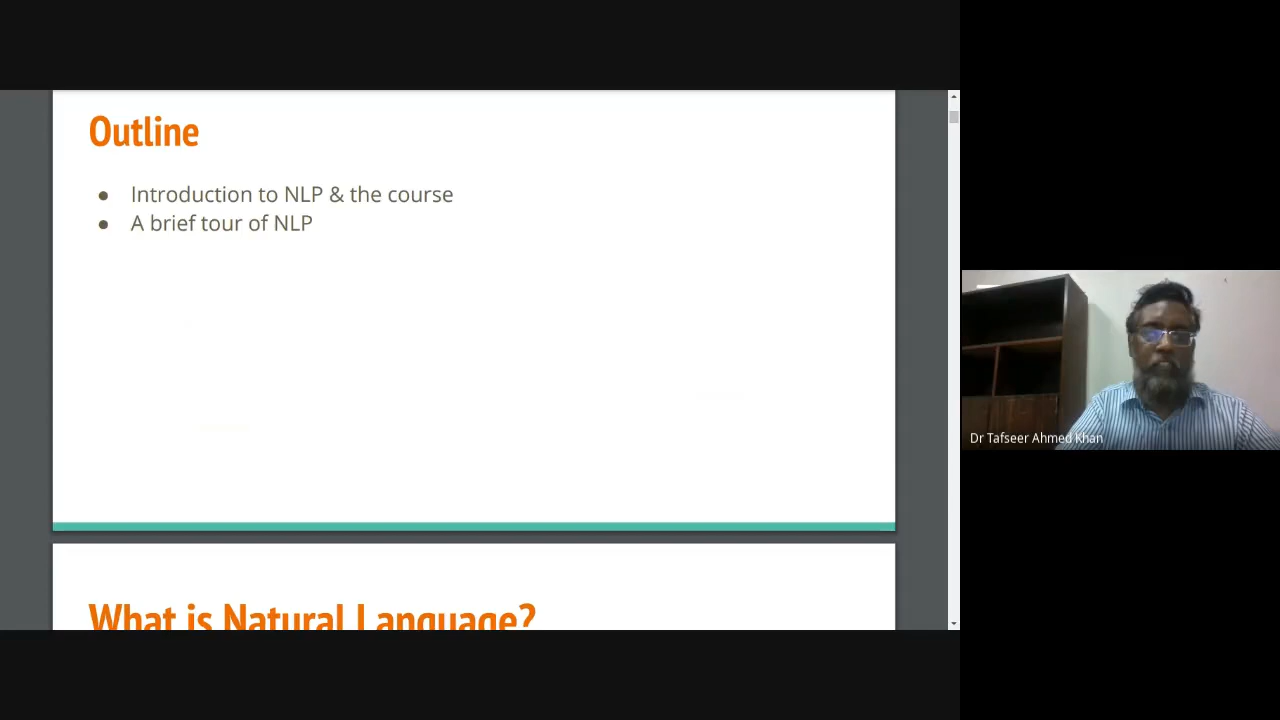 Outline
● Introduction to NLP & the course
● A brief tour of NLP
What is Natural Language?
Dr Tafseer Ahmed Khan